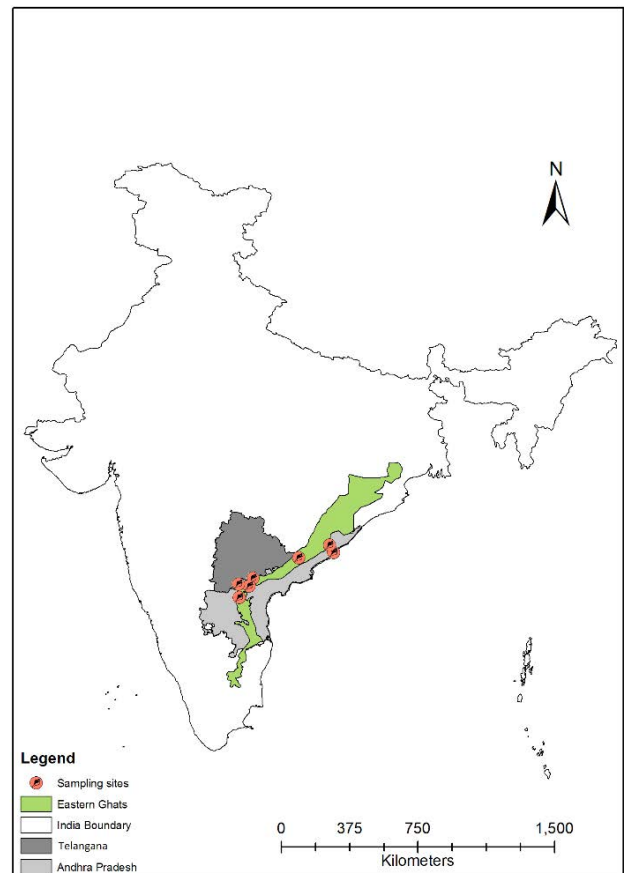 N
Legend
Sampling sites
Eastern Ghats
India Boundary
Telangana
Andhra Pradesh
0 375 750 1,500
Kilometers